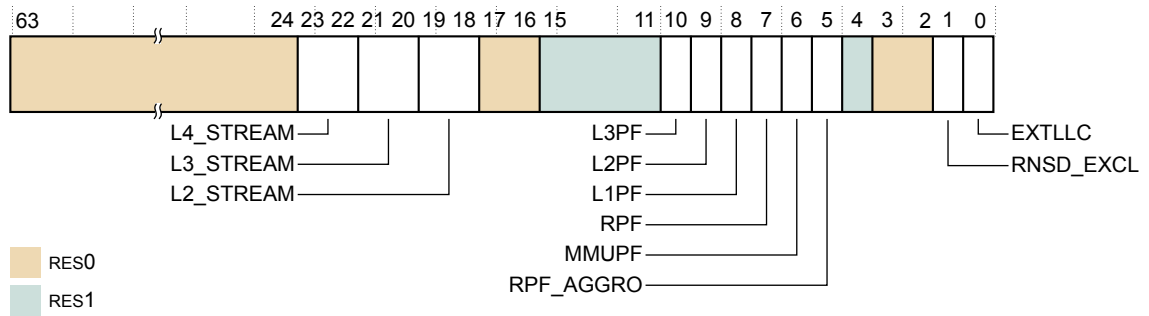 63 24 23 22 21 20 19 18 17 16 15 11 10 9 8 7 6 5 4 3 2 1 0
L4_STREAM L3PF EXTLLC
L3_STREAM L2PF RNSD_EXCL
L2_STREAM L1PF
RPF
MMUPF
RES0 RPF_AGGRO
RES1